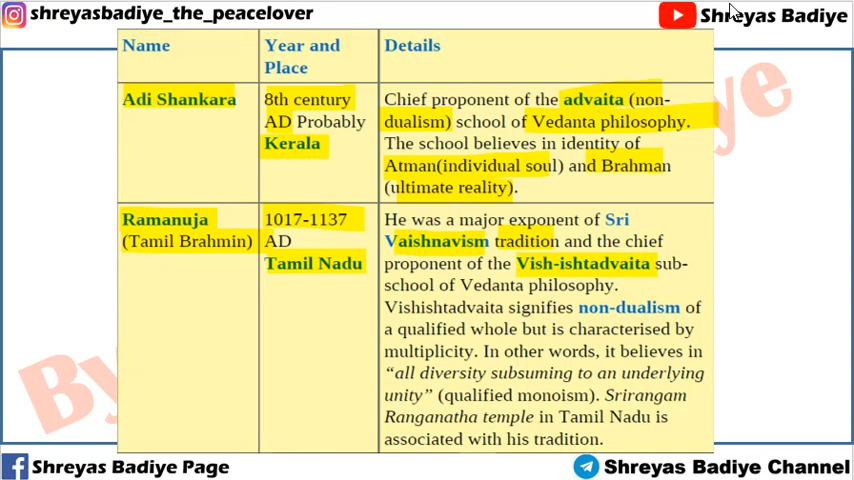 shreyasbadiye_the_peacelover
Shreyas Badiye
Name
Year and
Place
Details
Adi Shankara
8th century
AD Probably
Kerala
Chief proponent of the advaita (non-
dualism) school of Vedanta philosophy.
The school believes in identity of
Atman(individual soul) and Brahman
(ultimate reality).
Ramanuja
(Tamil Brahmin)
1017-1137
AD
Tamil Nadu
He was a major exponent of Sri
Vaishnavism tradition and the chief
proponent of the Vish-ishtadvaita sub-
school of Vedanta philosophy.
Vishishtadvaita signifies non-dualism of
a qualified whole but is characterised by
multiplicity. In other words, it believes in
“all diversity subsuming to an underlying
unity” (qualified monoism). Srirangam
Ranganatha temple in Tamil Nadu is
associated with his tradition.
By
ye
Shreyas Badiye Page
Shreyas Badiye Channel